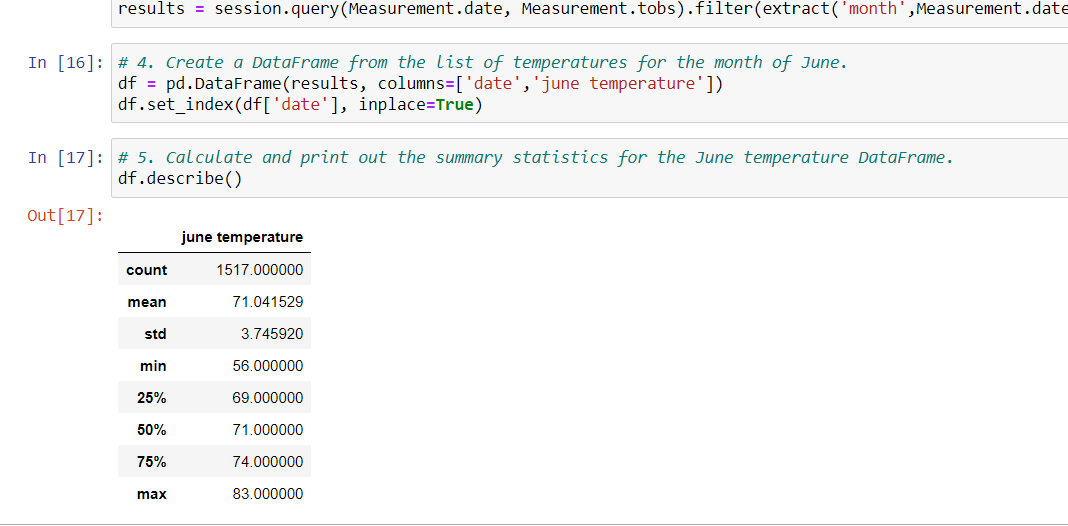 results = session.query(Measurement.date, Measurement.tobs).filter(extract('month',Measurement.date
In [16]: # 4. Create a DataFrame from the list of temperatures for the month of June.
df = pd.DataFrame(results, columns=['date','june temperature'])
df.set_index(df['date'], inplace=True)
In [17]: # 5. Calculate and print out the summary statistics for the June temperature DataFrame.
df.describe()
Out[17]:
june temperature
count 1517.000000
mean 71.041529
std 3.745920
min 56.000000
25% 69.000000
50% 71.000000
75% 74.000000
max 83.000000